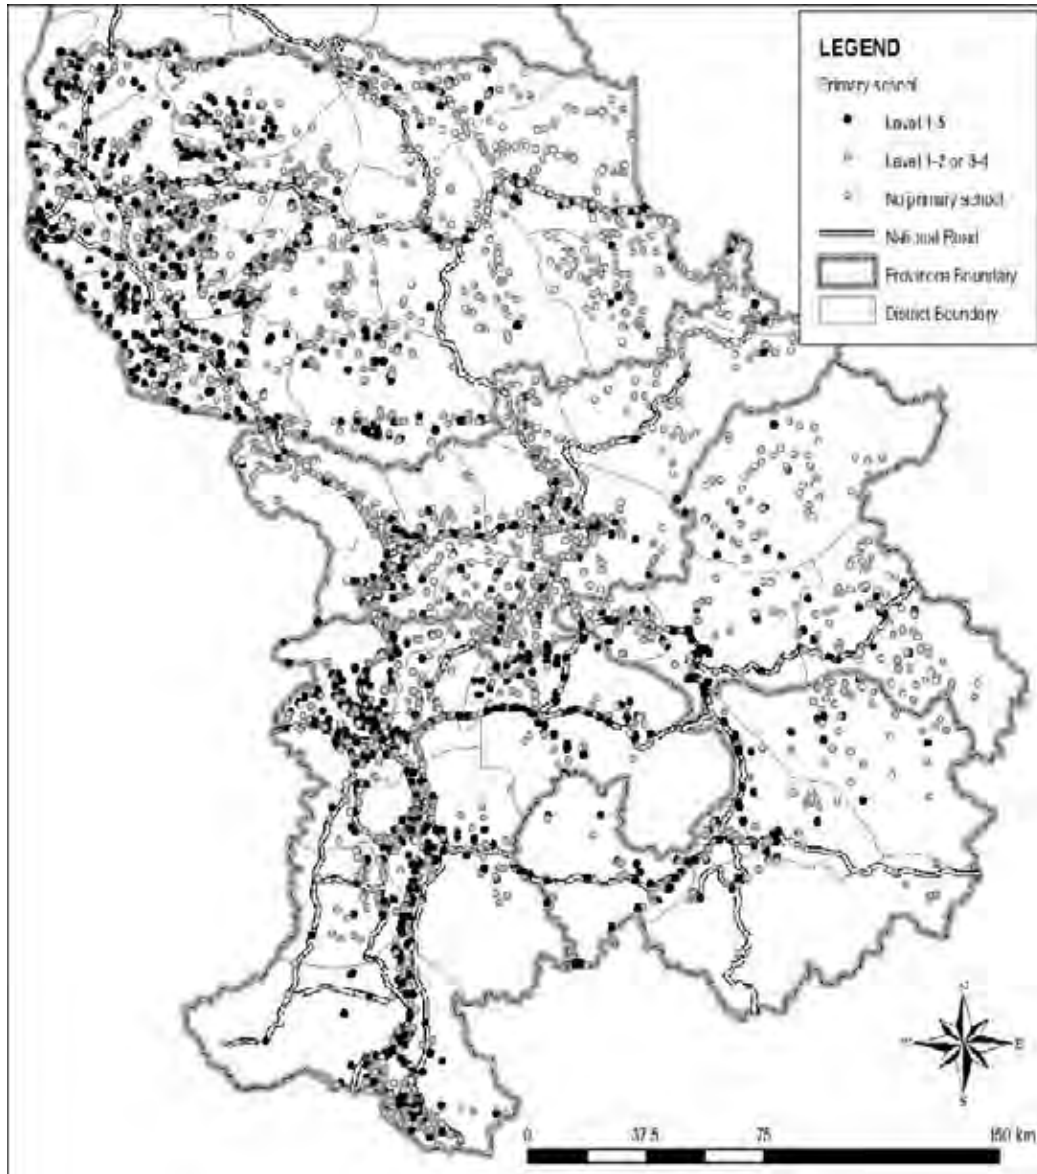 LEGEND
Primary school
Level 1-5
Level 1-2 or 3-4
No primary school
National Road
Province Boundary
District Boundary
E
S
0 37.5 75 150 km